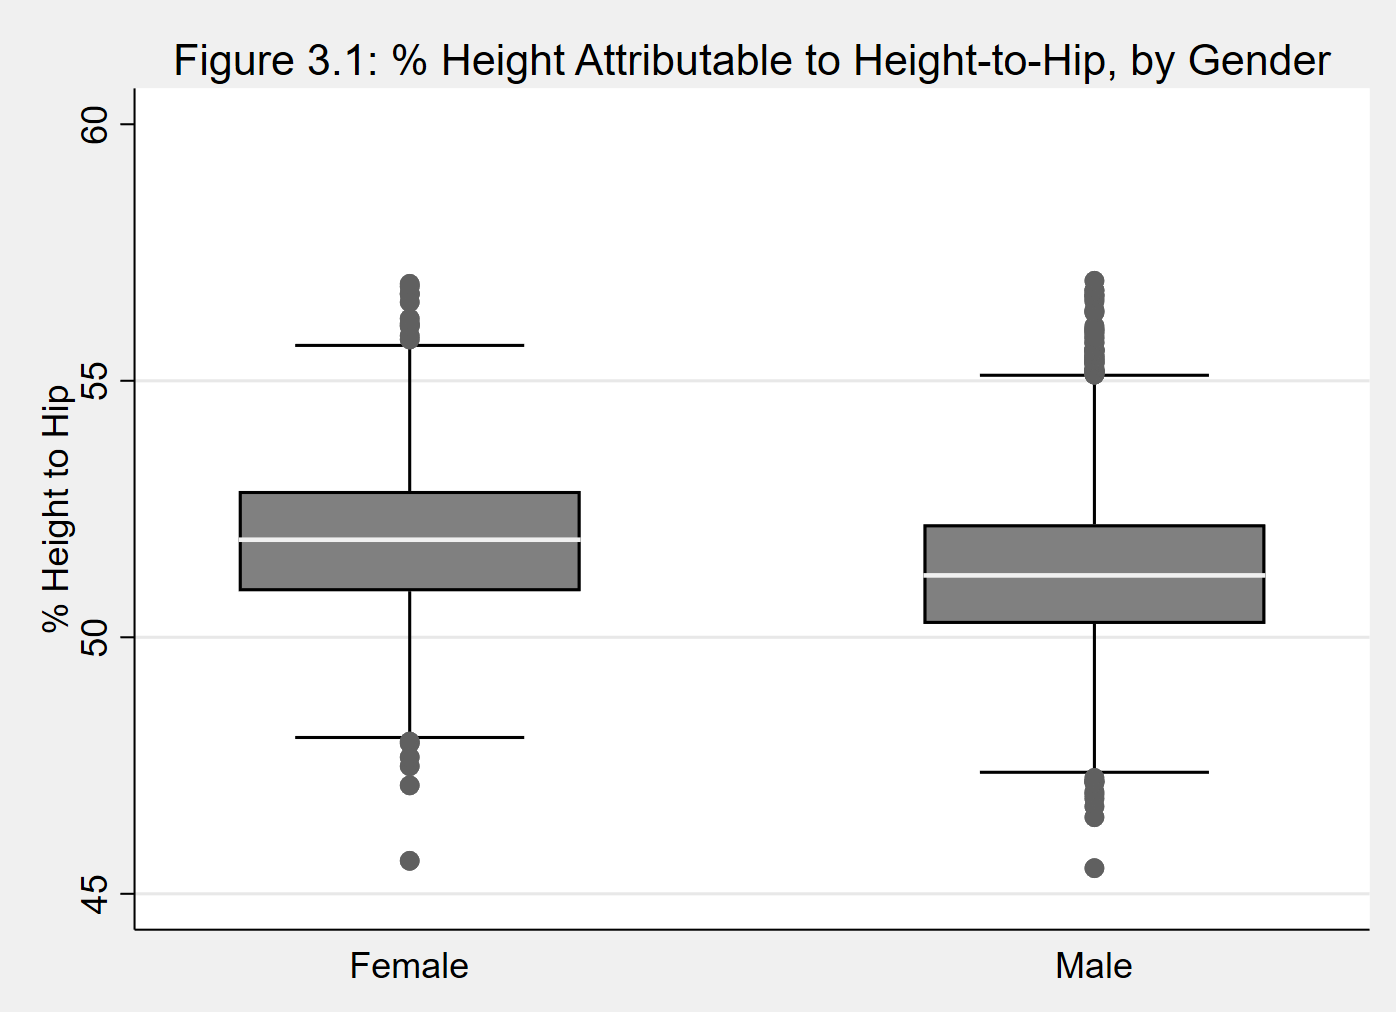 Figure 3.1: % Height Attributable to Height-to-Hip, by Gender
% Height to Hip
60
55
50
45
Female
Male